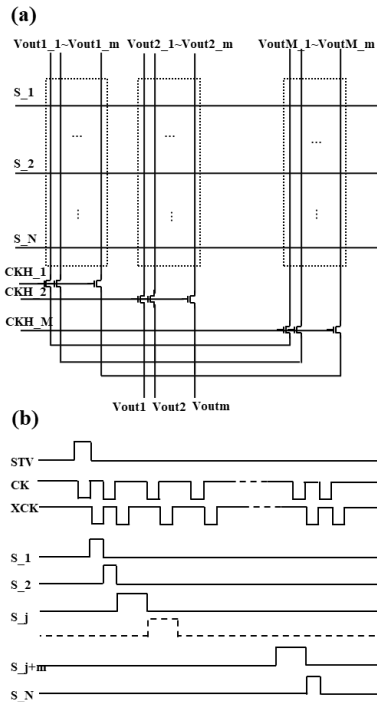 (a)
Vout1_1~Vout1_m Vout2_1~Vout2_m VoutM_1~VoutM_m
S_1
... ... ...
S_2
... ... ...
S_N
CKH_1
CKH_2
CKH_M
Vout1 Vout2 Voutm
(b)
STV
CK
XCK
S_1
S_2
S_j
S_j+m
S_N